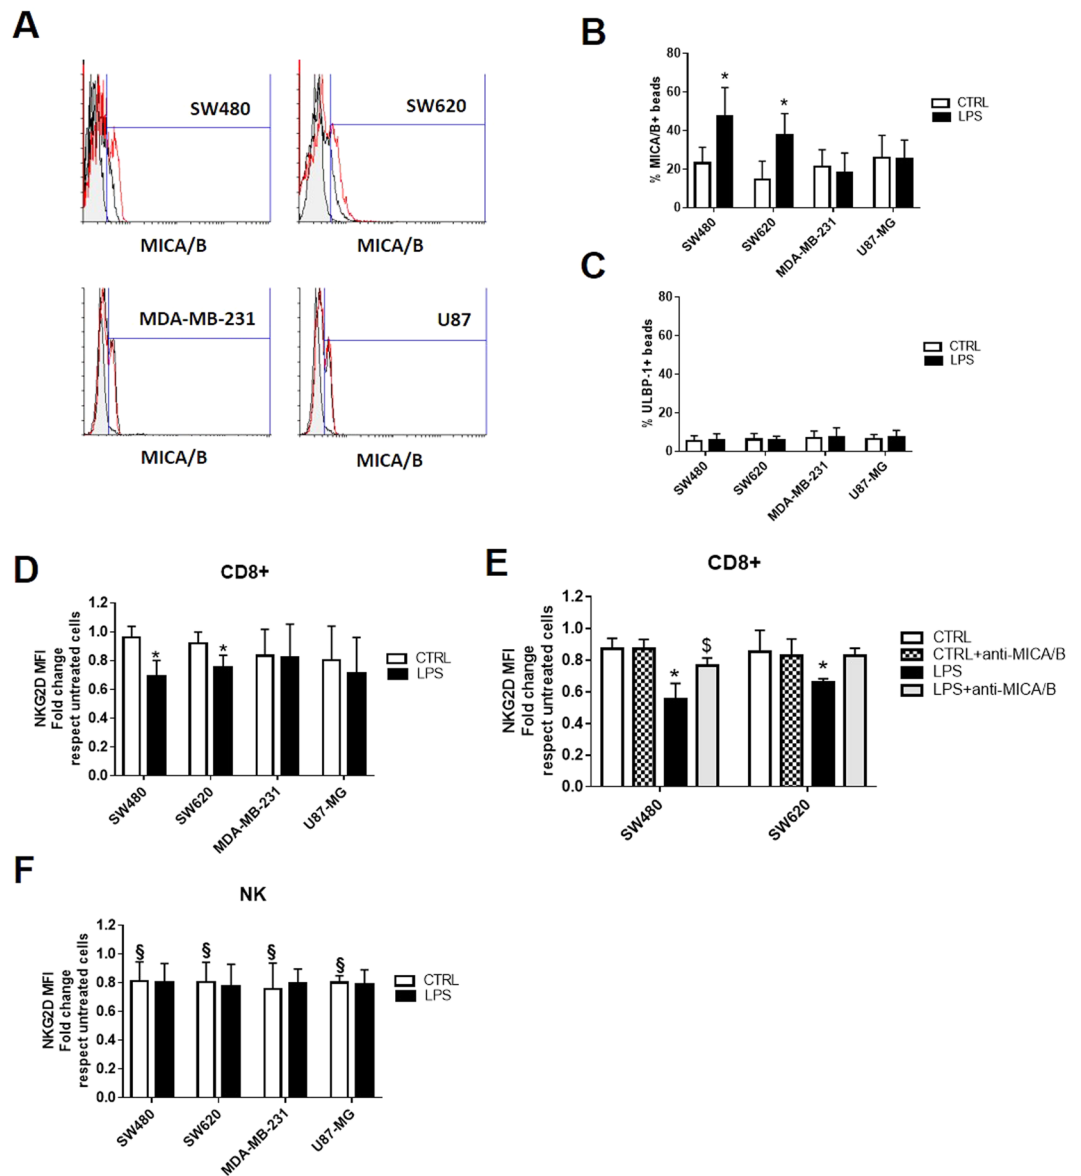 A
SW480
MICA/B
SW620
MICA/B
MDA-MB-231
MICA/B
U87
MICA/B
B
% MICA/B+ beads
80
60
40
20
0
*
*
SW480
SW620
MDA-MB-231
U87-MG
CTRL
LPS
C
% ULBP-1+ beads
80
60
40
20
0
SW480
SW620
MDA-MB-231
U87-MG
CTRL
LPS
D
CD8+
NKG2D MFI
Fold change
respect untreated cells
1.2
1.0
0.8
0.6
0.4
0.2
0.0
*
*
SW480
SW620
MDA-MB-231
U87-MG
CTRL
LPS
E
CD8+
NKG2D MFI
Fold change
respect untreated cells
1.2
1.0
0.8
0.6
0.4
0.2
0.0
*
$
*
SW480
SW620
CTRL
CTRL+anti-MICA/B
LPS
LPS+anti-MICA/B
F
NK
NKG2D MFI
Fold change
respect untreated cells
1.2
1.0
0.8
0.6
0.4
0.2
0.0
§
§
§
§
SW480
SW620
MDA-MB-231
U87-MG
CTRL
LPS